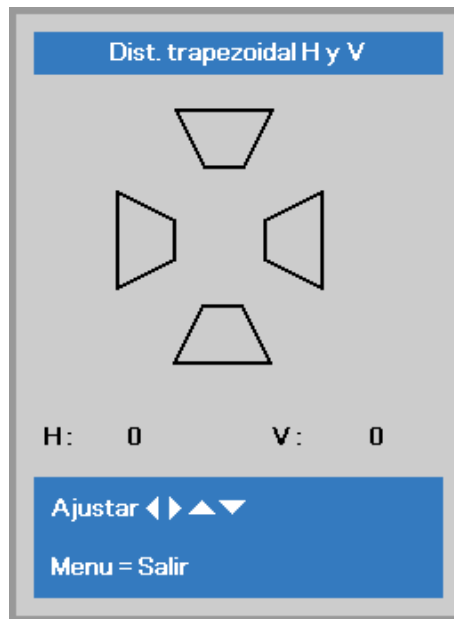 Dist. trapezoidal H y V
H: 0 V: 0
Ajustar ◀ ▶ ▲ ▼
Menu = Salir